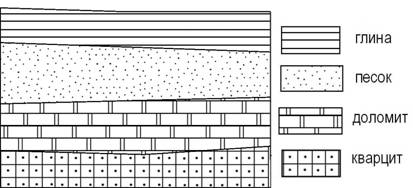 глина
песок
доломит
кварцит